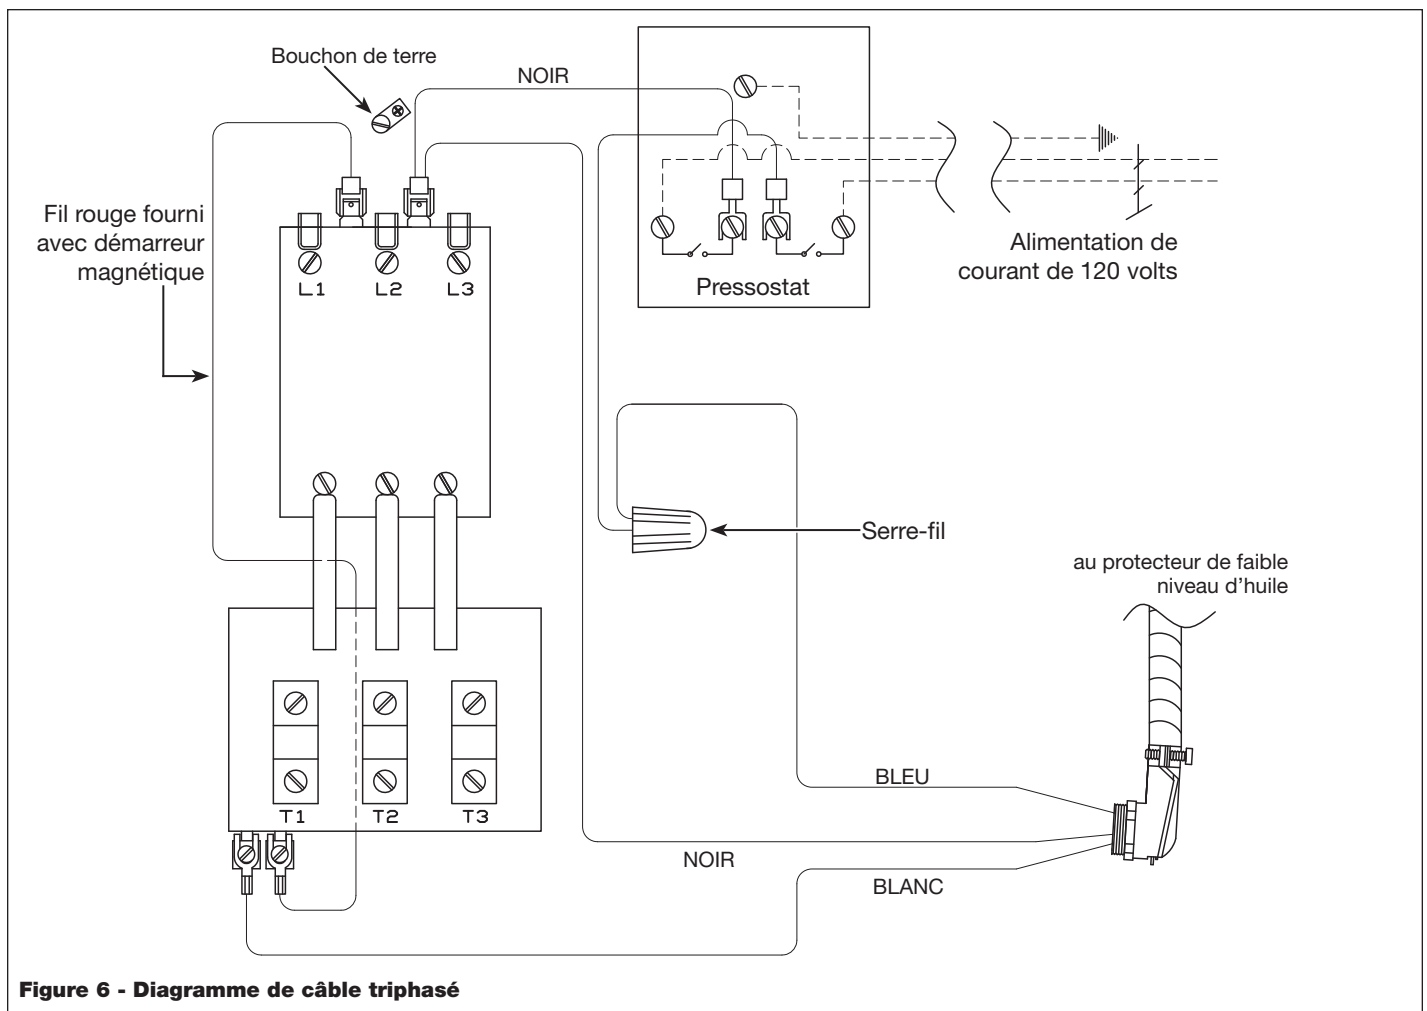 Bouchon de terre
NOIR
Fil rouge fourni
avec démarreur
magnétique
L1
L2
L3
Pressostat
Alimentation de
courant de 120 volts
Serre-fil
au protecteur de faible
niveau d’huile
T1
T2
T3
BLEU
NOIR
BLANC
Figure 6 - Diagramme de câble triphasé